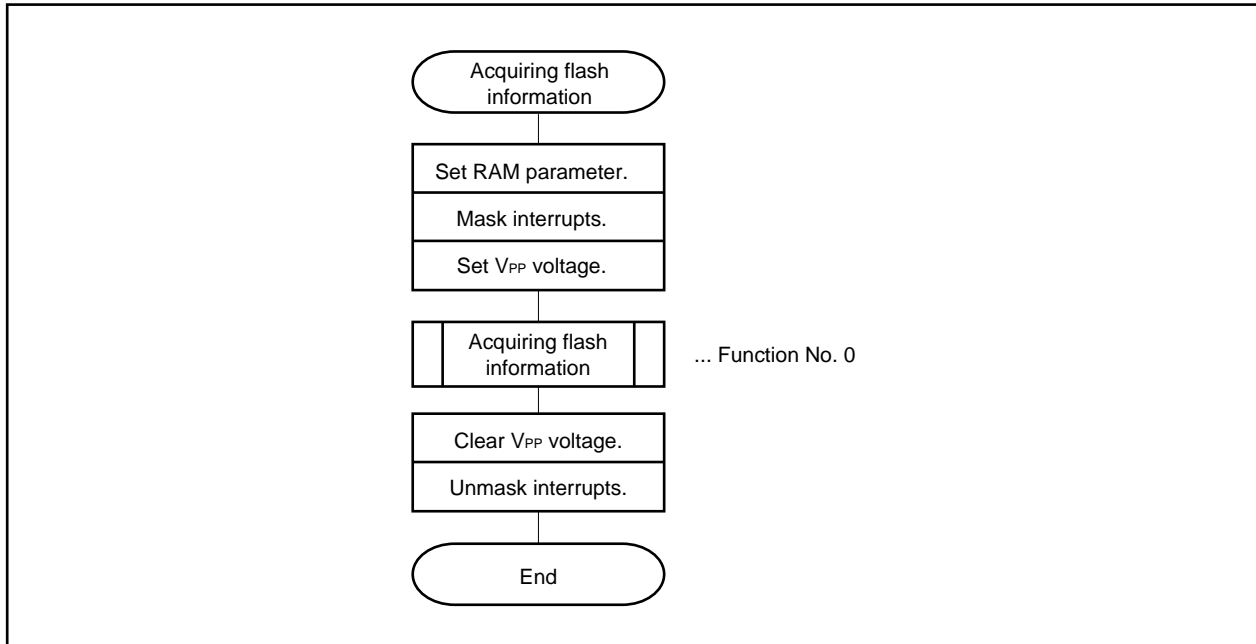 Acquiring flash
information
Set RAM parameter.
Mask interrupts.
Set VPP voltage.
Acquiring flash
information
... Function No. 0
Clear VPP voltage.
Unmask interrupts.
End